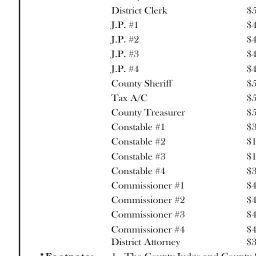 District Clerk $5
J.P. #1 $4
J.P. #2 $4
J.P. #3 $4
J.P. #4 $4
County Sheriff $5
Tax A/C $5
County Treasurer $5
Constable #1 $3
Constable #2 $1
Constable #3 $1
Constable #4 $3
Commissioner #1 $4
Commissioner #2 $4
Commissioner #3 $4
Commissioner #4 $4
District Attorney $3